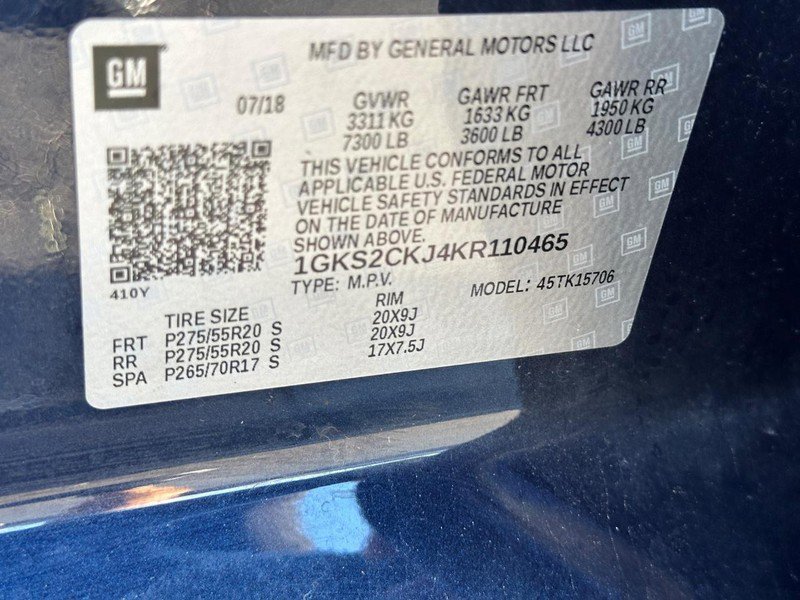 GM
MFD BY GENERAL MOTORS LLC
07/18 GVWR GAWR FRT GAWR RR
3311 KG 1633 KG 1950 KG
7300 LB 3600 LB 4300 LB
THIS VEHICLE CONFORMS TO ALL
APPLICABLE U.S. FEDERAL MOTOR
VEHICLE SAFETY STANDARDS IN EFFECT
ON THE DATE OF MANUFACTURE
SHOWN ABOVE.
1GKS2CKJ4KR110465
410Y
TYPE: M.P.V. MODEL: 45TK15706
TIRE SIZE RIM
FRT P275/55R20 S 20X9J
RR P275/55R20 S 20X9J
SPA P265/70R17 S 17X7.5J